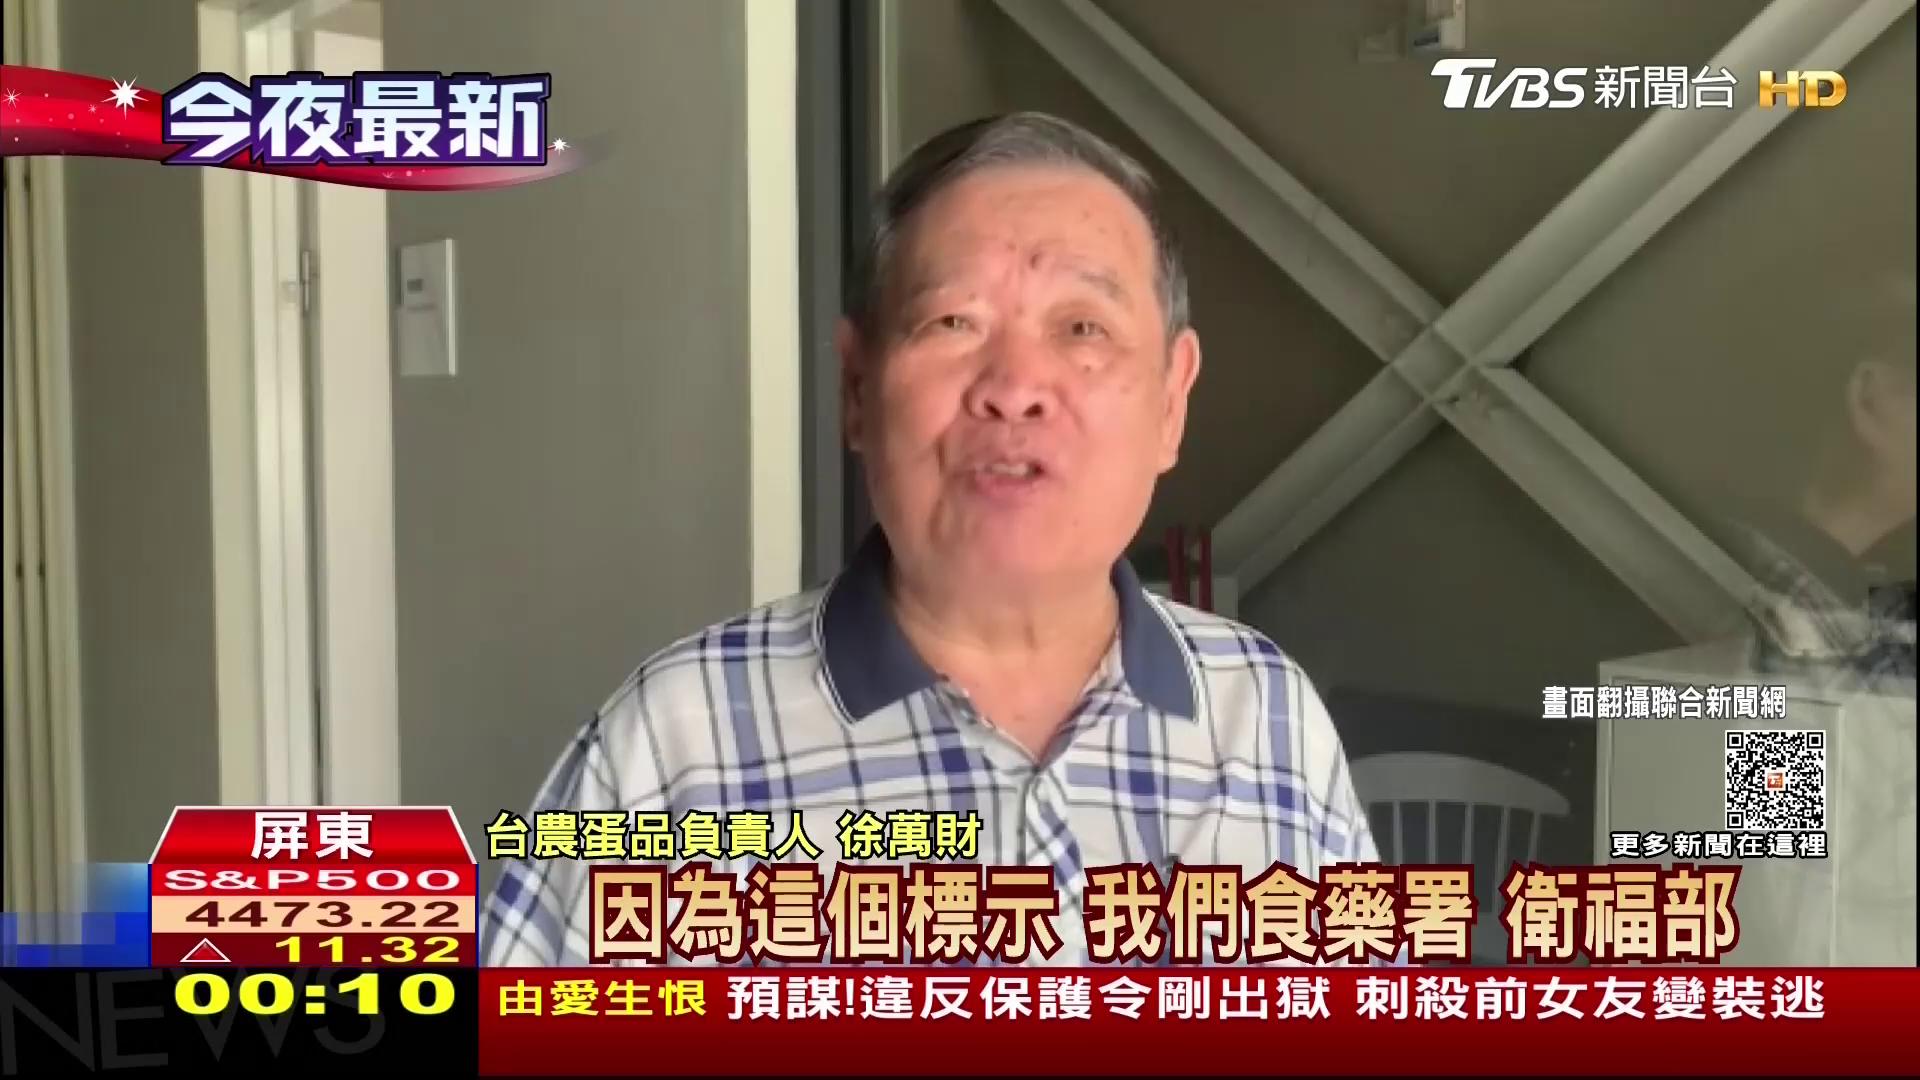 今夜最新
TVBS新聞台 HD
畫面翻攝聯合新聞網
更多新聞在這裡
屏東
台農蛋品負責人 徐萬財
因為這個標示 我們食藥署 衛福部
S&P500
4473.22
△ 11.32
00:10
NEWS
由愛生恨 預謀!違反保護令剛出獄 刺殺前女友變裝逃